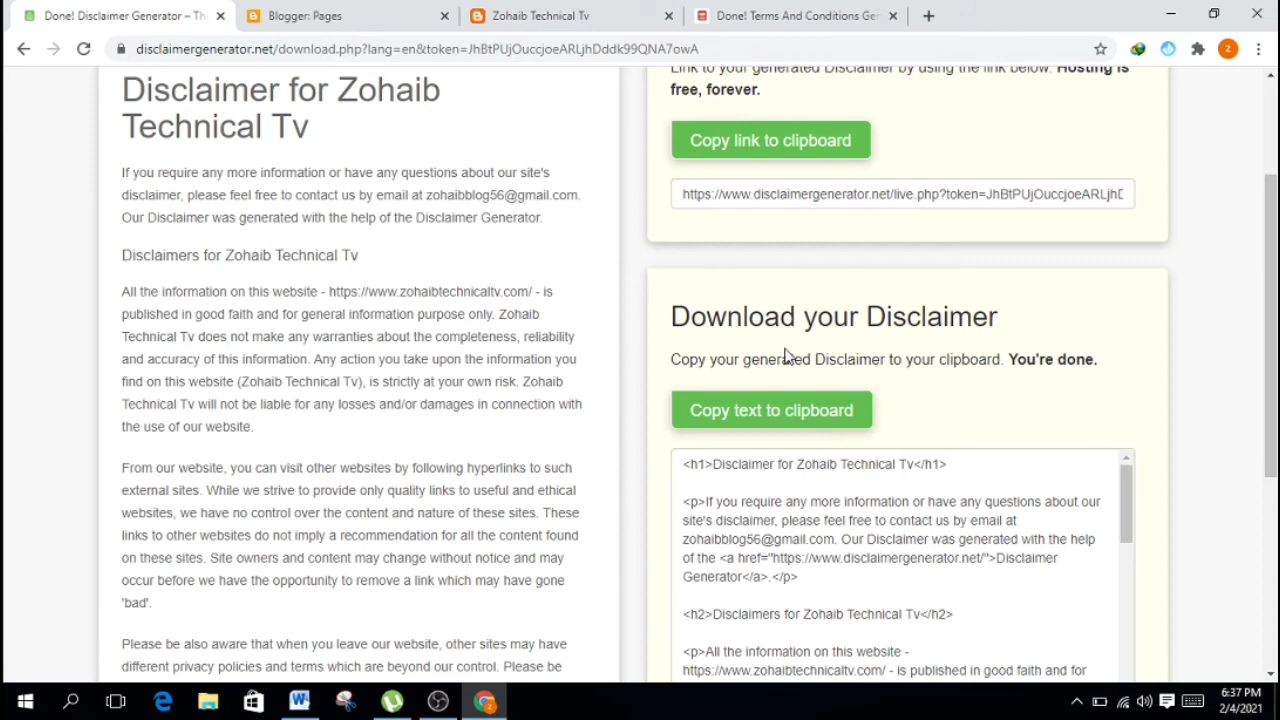 Done! Disclaimer Generator – Th
Blogger: Pages
Zohaib Technical Tv
Done! Terms And Conditions Ge
disclaimergenerator.net/download.php?lang=en&token=JhBtPUjOuccjoeARLjhDddk99QNA7owA
Z
Disclaimer for Zohaib
Technical Tv
If you require any more information or have any questions about our site's
disclaimer, please feel free to contact us by email at zohaibblog56@gmail.com.
Our Disclaimer was generated with the help of the Disclaimer Generator.
Disclaimers for Zohaib Technical Tv
All the information on this website - https://www.zohaibtechnicaltv.com/ - is
published in good faith and for general information purpose only. Zohaib
Technical Tv does not make any warranties about the completeness, reliability
and accuracy of this information. Any action you take upon the information you
find on this website (Zohaib Technical Tv), is strictly at your own risk. Zohaib
Technical Tv will not be liable for any losses and/or damages in connection with
the use of our website.
From our website, you can visit other websites by following hyperlinks to such
external sites. While we strive to provide only quality links to useful and ethical
websites, we have no control over the content and nature of these sites. These
links to other websites do not imply a recommendation for all the content found
on these sites. Site owners and content may change without notice and may
occur before we have the opportunity to remove a link which may have gone
'bad'.
Please be also aware that when you leave our website, other sites may have
different privacy policies and terms which are beyond our control. Please be
Link to your generated Disclaimer by using the link below. Hosting is
free, forever.
Copy link to clipboard
https://www.disclaimergenerator.net/live.php?token=JhBtPUjOuccjoeARLjhD
Download your Disclaimer
Copy your generated Disclaimer to your clipboard. You're done.
Copy text to clipboard
<h1>Disclaimer for Zohaib Technical Tv</h1>
<p>If you require any more information or have any questions about our
site's disclaimer, please feel free to contact us by email at
zohaibblog56@gmail.com. Our Disclaimer was generated with the help
of the <a href="https://www.disclaimergenerator.net/">Disclaimer
Generator</a>.</p>
<h2>Disclaimers for Zohaib Technical Tv</h2>
<p>All the information on this website -
https://www.zohaibtechnicaltv.com/ - is published in good faith and for
6:37 PM
2/4/2021